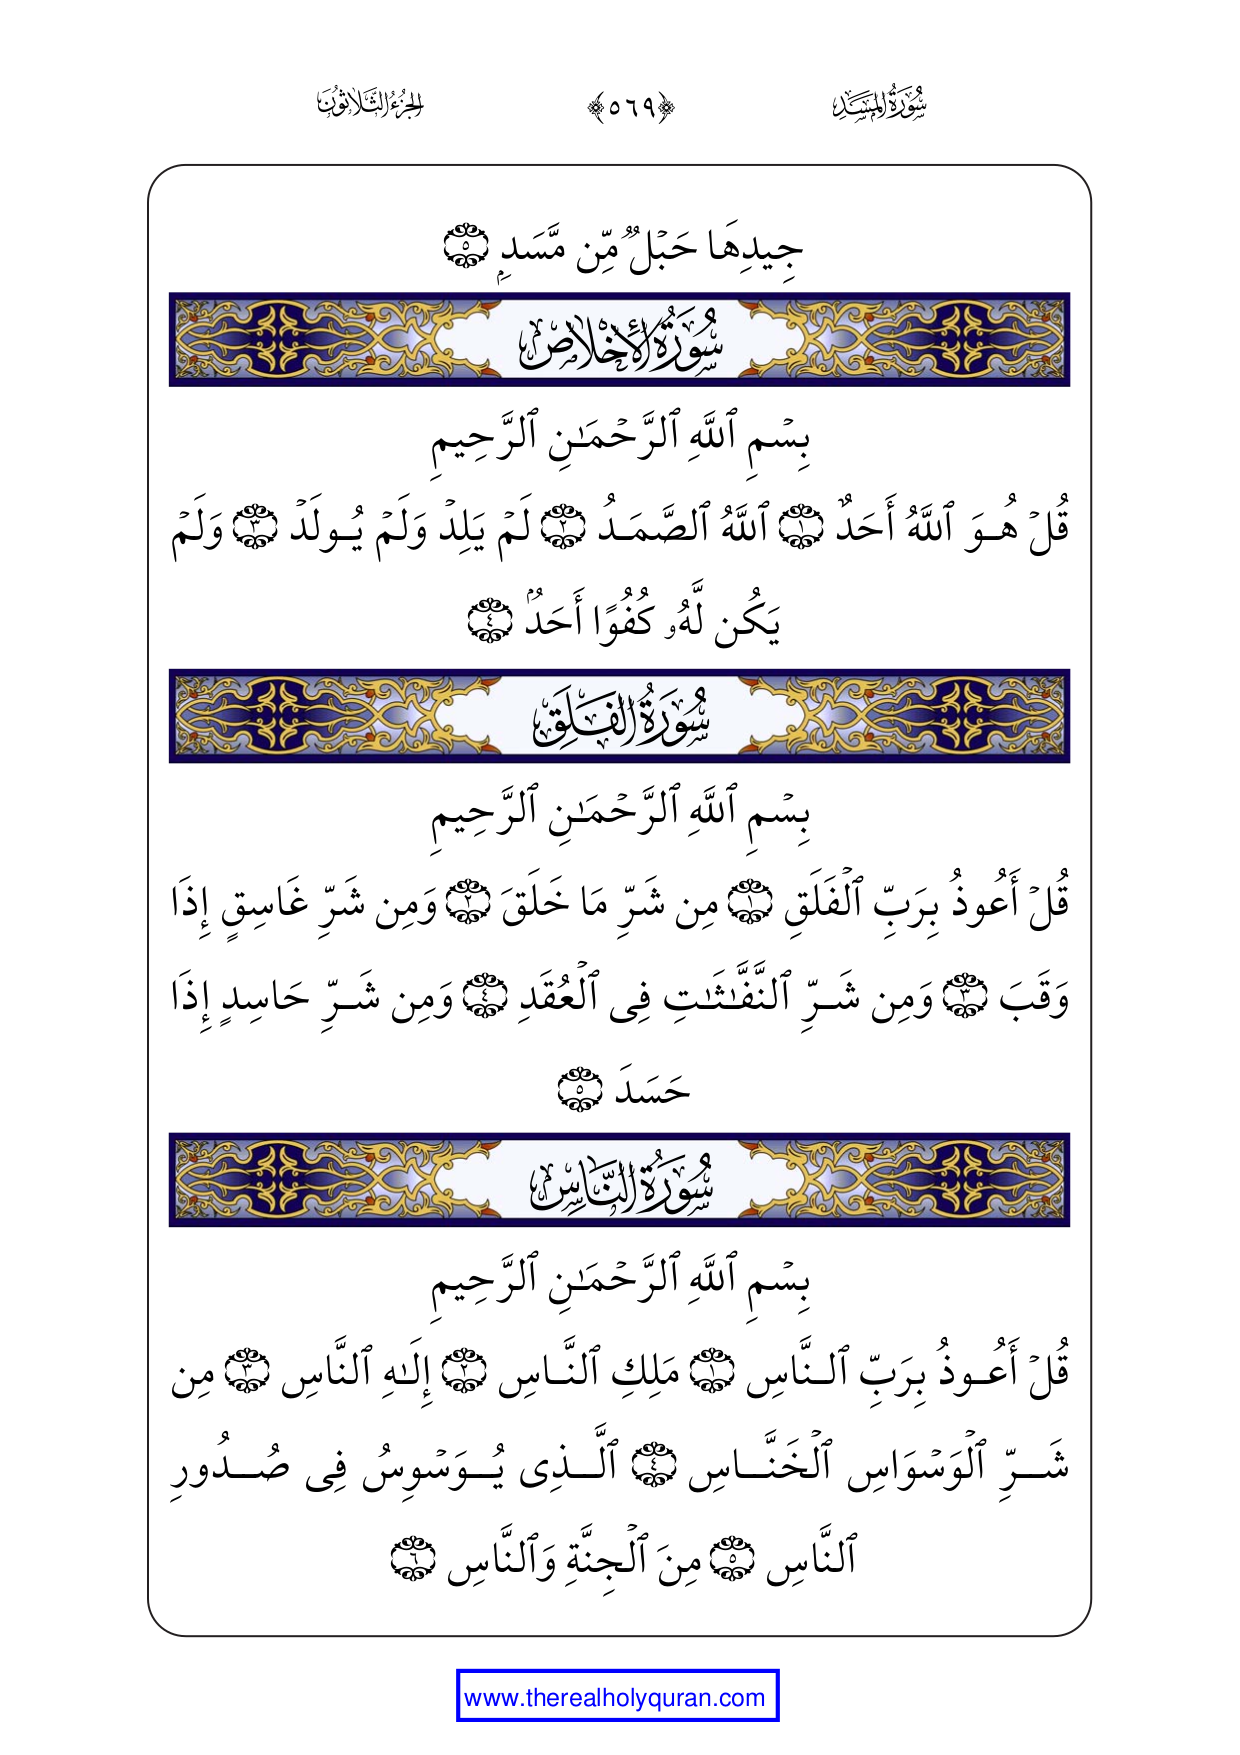 سُورَةُ المَسَد ﴿٥٦٩﴾ الجُزْءُ الثَّلَاثُونَ
جِيدِهَا حَبۡلٞ مِّن مَّسَدِۭ ٥
سُورَةُ الإِخْلَاص
بِسۡمِ ٱللَّهِ ٱلرَّحۡمَـٰنِ ٱلرَّحِيمِ
قُلۡ هُوَ ٱللَّهُ أَحَدٌ ١ ٱللَّهُ ٱلصَّمَدُ ٢ لَمۡ يَلِدۡ وَلَمۡ يُولَدۡ ٣ وَلَمۡ
يَكُن لَّهُۥ كُفُوًا أَحَدُۢ ٤
سُورَةُ الفَلَقِ
بِسۡمِ ٱللَّهِ ٱلرَّحۡمَـٰنِ ٱلرَّحِيمِ
قُلۡ أَعُوذُ بِرَبِّ ٱلۡفَلَقِ ١ مِن شَرِّ مَا خَلَقَ ٢ وَمِن شَرِّ غَاسِقٍ إِذَا
وَقَبَ ٣ وَمِن شَرِّ ٱلنَّفَّـٰثَـٰتِ فِى ٱلۡعُقَدِ ٤ وَمِن شَرِّ حَاسِدٍ إِذَا
حَسَدَ ٥
سُورَةُ النَّاسِ
بِسۡمِ ٱللَّهِ ٱلرَّحۡمَـٰنِ ٱلرَّحِيمِ
قُلۡ أَعُوذُ بِرَبِّ ٱلنَّاسِ ١ مَلِكِ ٱلنَّاسِ ٢ إِلَـٰهِ ٱلنَّاسِ ٣ مِن
شَرِّ ٱلۡوَسۡوَاسِ ٱلۡخَنَّاسِ ٤ ٱلَّذِى يُوَسۡوِسُ فِى صُدُورِ
ٱلنَّاسِ ٥ مِنَ ٱلۡجِنَّةِ وَٱلنَّاسِ ٦
www.therealholyquran.com